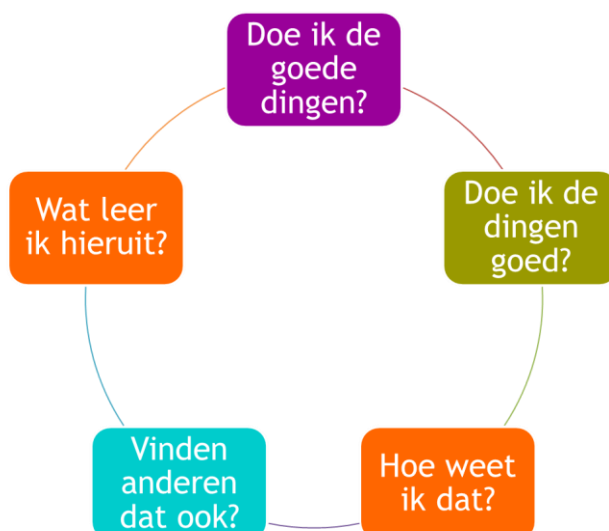 Doe ik de
goede
dingen?
Doe ik de
dingen
goed?
Hoe weet
ik dat?
Vinden
anderen
dat ook?
Wat leer
ik hieruit?